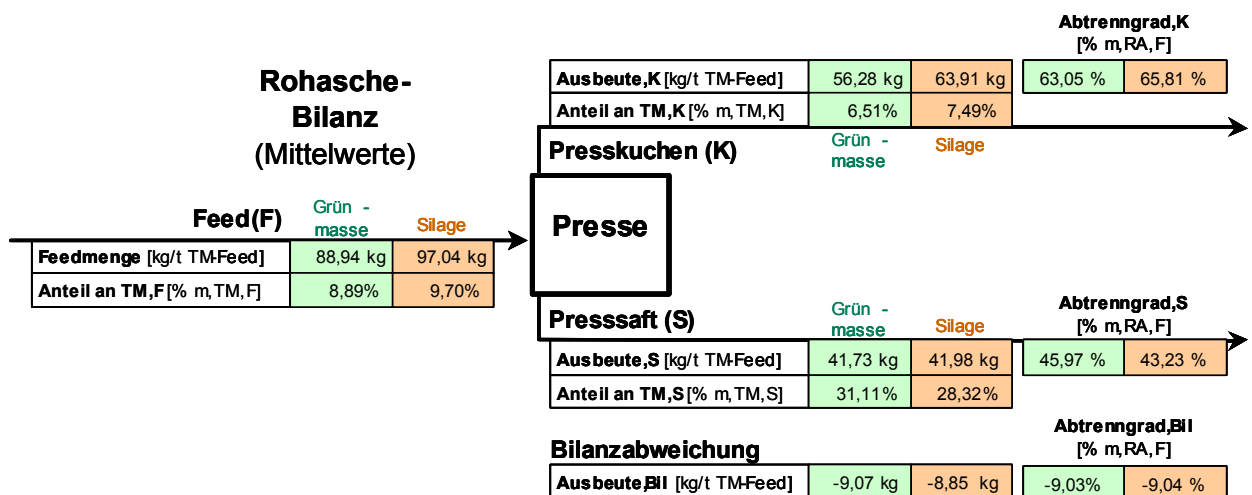 Abtrenngrad,K
[% m,RA, F]
Rohasche-
Bilanz
(Mittelwerte)
Ausbeute,K [kg/t TM-Feed] 56,28 kg 63,91 kg 63,05 % 65,81 %
Anteil an TM,K [% m,TM,K] 6,51% 7,49%
Presskuchen (K) Grün - masse Silage
Feed(F) Grün - masse Silage
Presse
Feedmenge [kg/t TM-Feed] 88,94 kg 97,04 kg
Anteil an TM,F [% m,TM,F] 8,89% 9,70%
Presssaft (S) Grün - masse Silage
Abtrenngrad,S
[% m,RA, F]
Ausbeute,S [kg/t TM-Feed] 41,73 kg 41,98 kg 45,97 % 43,23 %
Anteil an TM,S [% m,TM,S] 31,11% 28,32%
Abtrenngrad,Bil
[% m,RA, F]
Bilanzabweichung
Ausbeute,Bil [kg/t TM-Feed] -9,07 kg -8,85 kg -9,03% -9,04 %